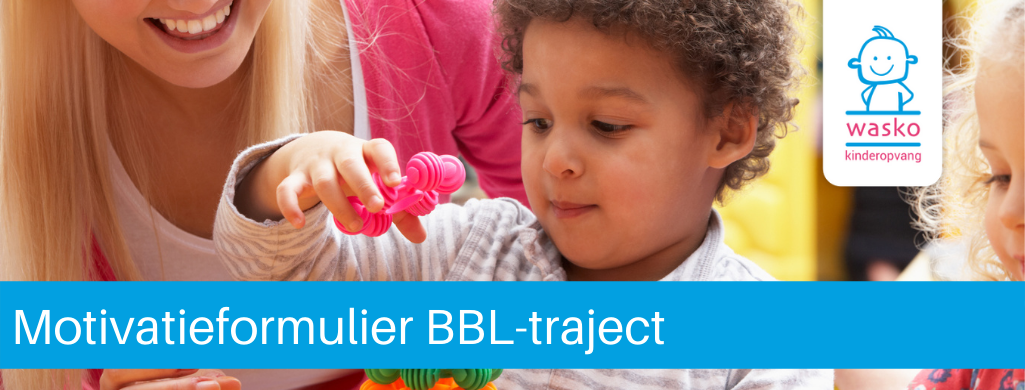 wasko
kinderopvang
Motivatieformulier BBL-traject